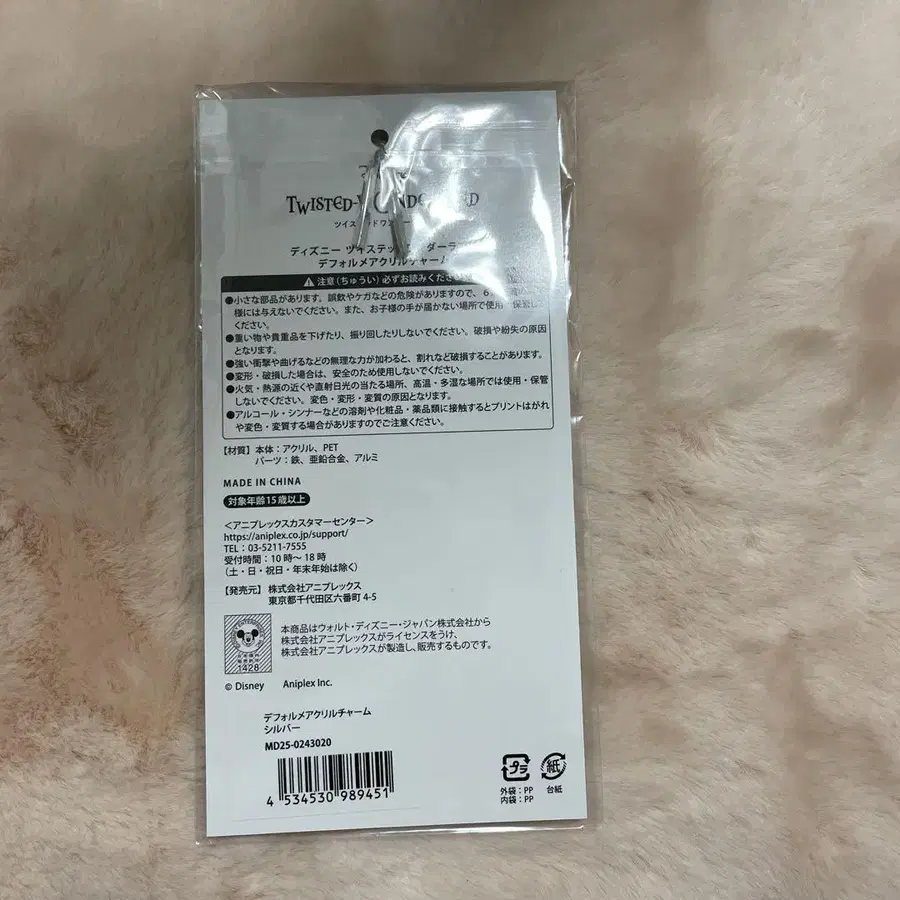 TWISTED-
ディズニー ツイステッ ダーラ
デフォルメアクリルチャーム
注意(ちゅうい)必ずお読みくださ
●小さな部品があります。誤飲やケガなどの危険がありますので、6
様には与えないでください。また、お子様の手が届かない場所で使用・保管し
ください。
●重い物や貴重品を下げたり、振り回したりしないでください。破損や紛失の原因
となります。
●強い衝撃や曲げるなどの無理な力が加わると、割れなど破損することがあります。
●変形・破損した場合は、安全のため使用しないでください。
●火気・熱源の近くや直射日光の当たる場所、高温・多湿な場所では使用・保管
しないでください。変色・変形・変質の原因となります。
●アルコール・シンナーなどの溶剤や化粧品・薬品類に接触するとプリントはがれ
や変色・変質する場合がありますのでご注意ください。
【材質】本体:アクリル、PET
パーツ:鉄、亜鉛合金、アルミ
MADE IN CHINA
対象年齢15歳以上
<アニプレックスカスタマーセンター>
https://aniplex.co.jp/support/
TEL:03-5211-7555
受付時間:10時~18時
(土・日・祝日・年末年始は除く)
【発売元】株式会社アニプレックス
東京都千代田区六番町4-5
本商品はウォルト・ディズニー・ジャパン株式会社から
株式会社アニプレックスがライセンスをうけ、
株式会社アニプレックスが製造し、販売するものです。
1428
© Disney Aniplex Inc.
デフォルメアクリルチャーム
シルバー
MD25-0243020
4 534530 989451
プラ 紙
外袋:PP 台紙
内袋:PP